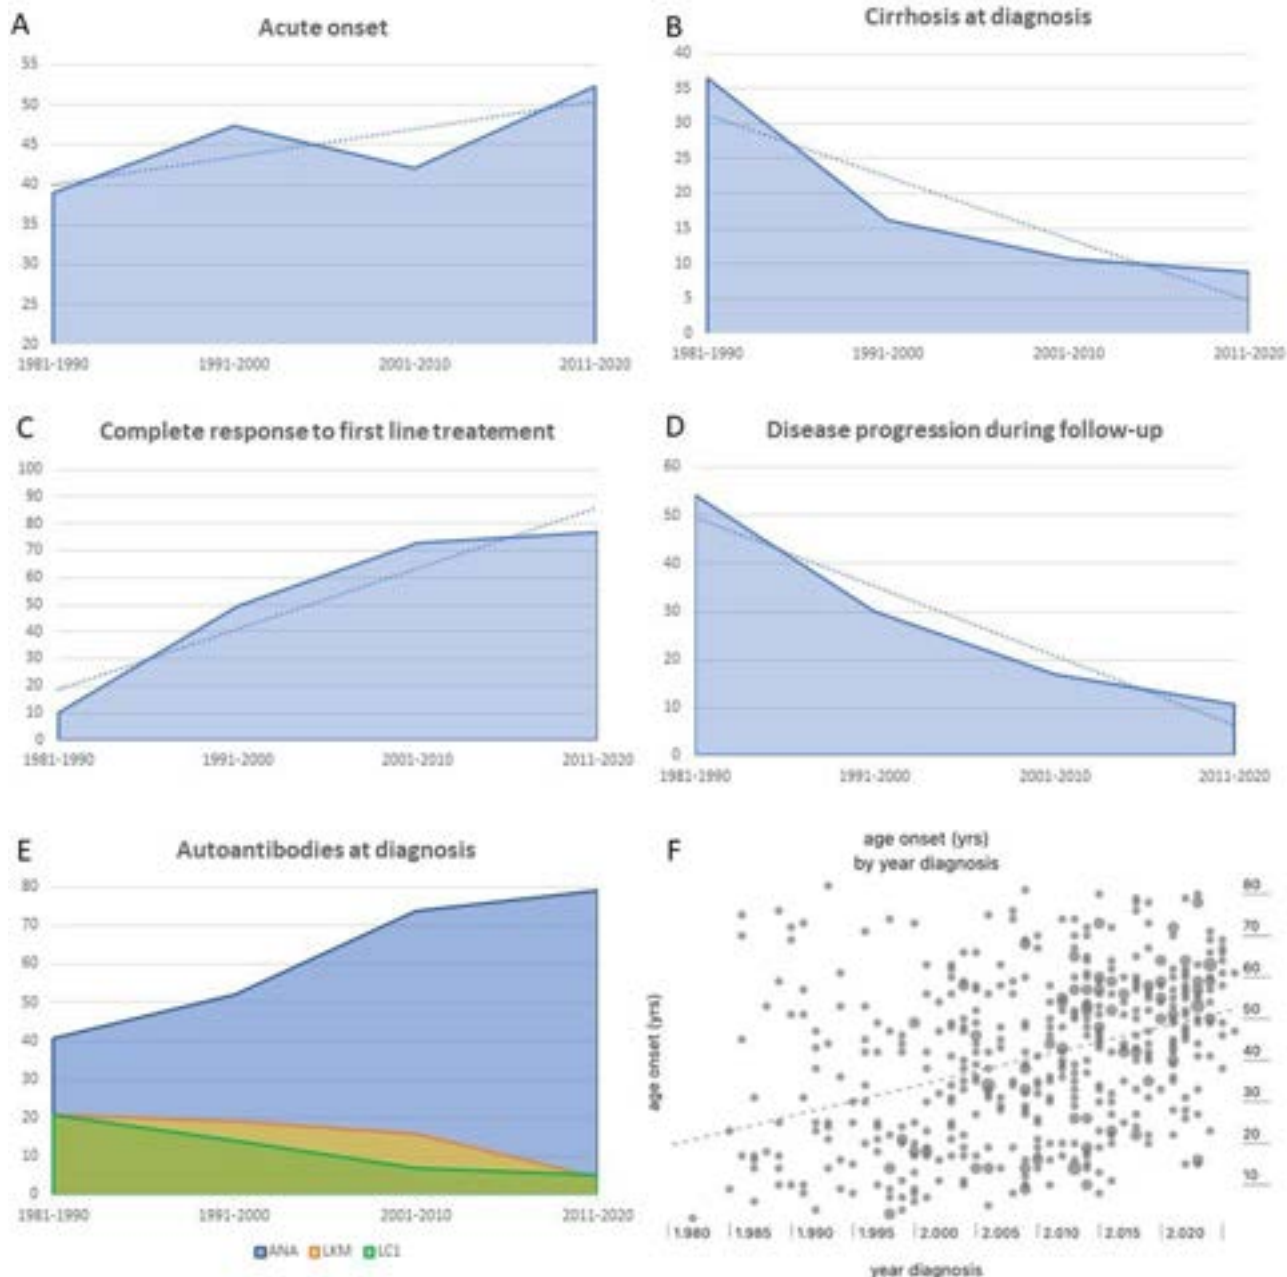 A
Acute onset
55
50
45
40
35
30
25
20
1981-1990 1991-2000 2001-2010 2011-2020
B
Cirrhosis at diagnosis
40
35
30
25
20
15
10
5
0
1981-1990 1991-2000 2001-2010 2011-2020
C
Complete response to first line treatement
100
90
80
70
60
50
40
30
20
10
0
1981-1990 1991-2000 2001-2010 2011-2020
D
Disease progression during follow-up
60
50
40
30
20
10
0
1981-1990 1991-2000 2001-2010 2011-2020
E
Autoantibodies at diagnosis
80
70
60
50
40
30
20
10
0
1981-1990 1991-2000 2001-2010 2011-2020
ANA LKM LC1
F
age onset (yrs)
by year diagnosis
age onset (yrs)
80
70
60
50
40
30
20
10
1.980 1.985 1.990 1.995 2.000 2.005 2.010 2.015 2.020
year diagnosis